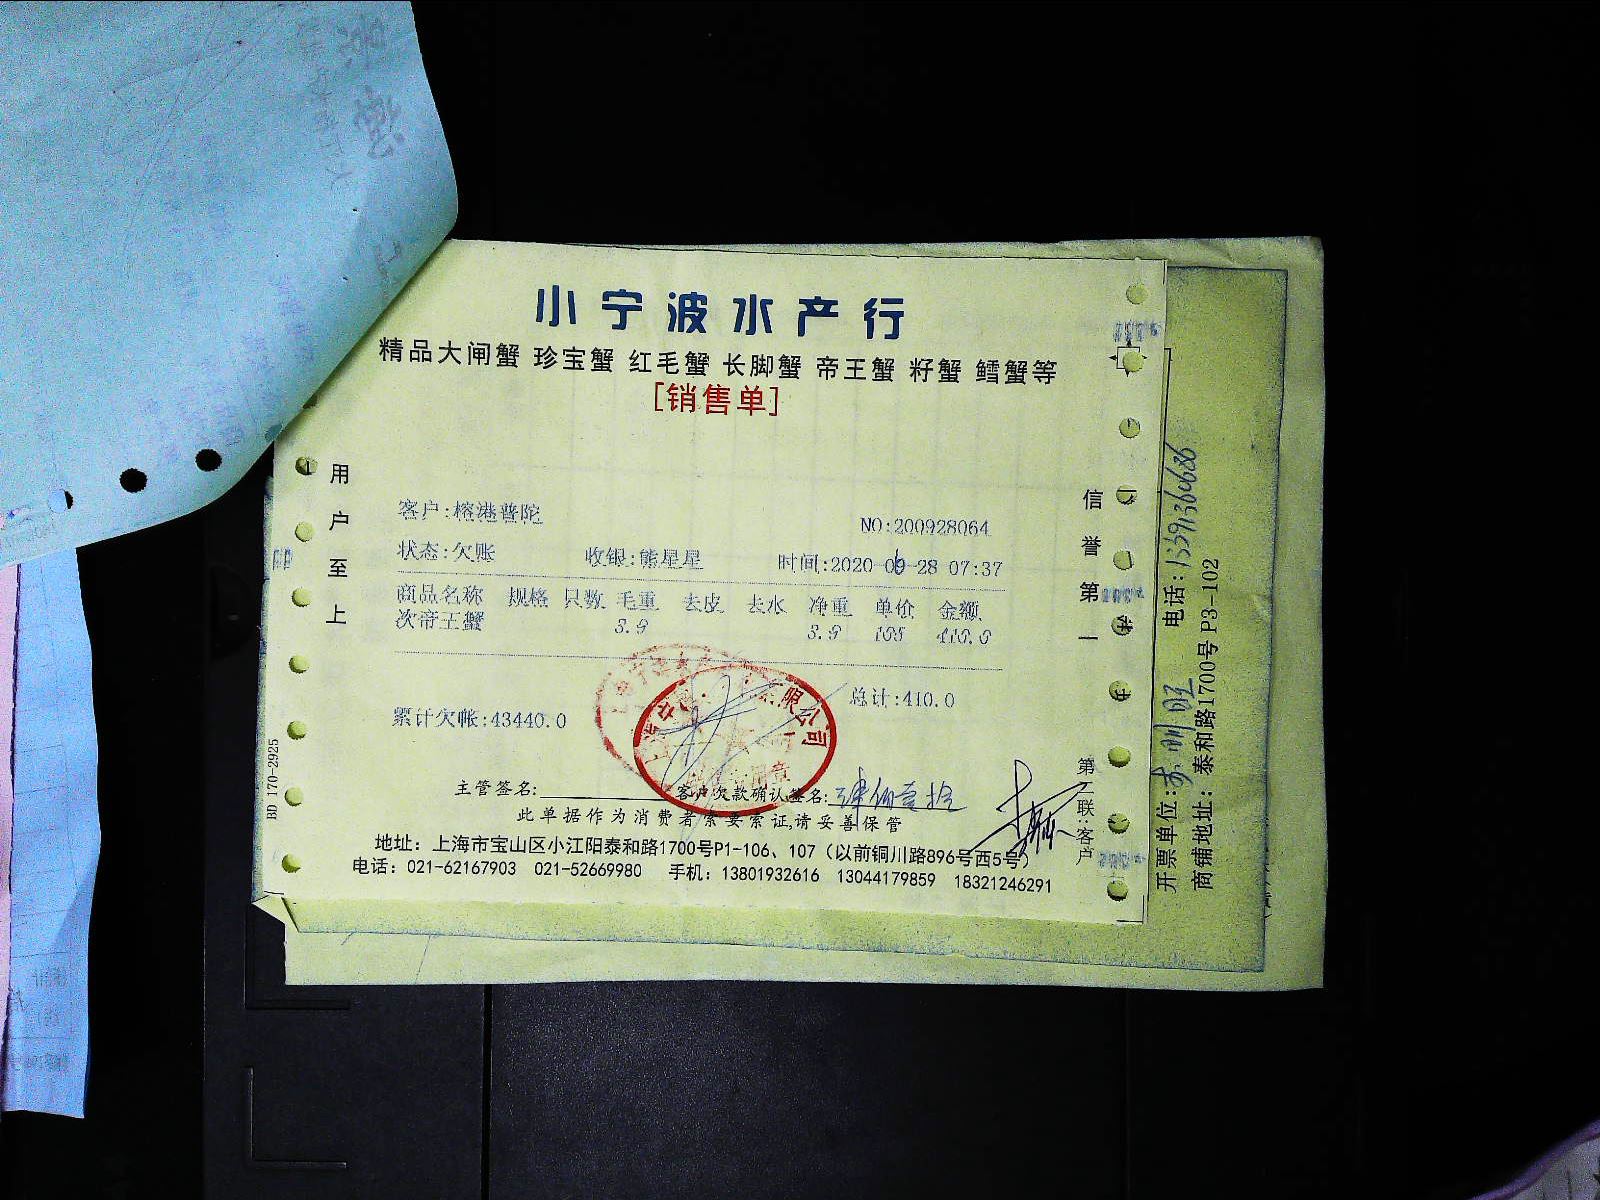 小宁波水产行
精品大闸蟹 珍宝蟹 红毛蟹 长脚蟹 帝王蟹 籽蟹 鳕蟹等
[销售单]
用户至上
信誉第一
客户:榕港普陀
NO:200928064
状态:欠账 收银:熊星星 时间:2020-09-28 07:37
商品名称 规格 只数 毛重 去皮 去水 净重 单价 金额
次帝王蟹 3.9 3.9 105 410.0
累计欠帐:43440.0
总计:410.0
限公司
主管签名: 客户欠款确认签名: 肆佰壹拾
此单据作为消费者索要索证,请妥善保管
地址: 上海市宝山区小江阳泰和路1700号P1-106、107 (以前铜川路896号西5号)
电话: 021-62167903 021-52669980 手机: 13801932616 13044179859 18321246291
BD 170-2925
第二联:客户
开票单位: 电话:
商铺地址: 泰和路1700号 P3-102